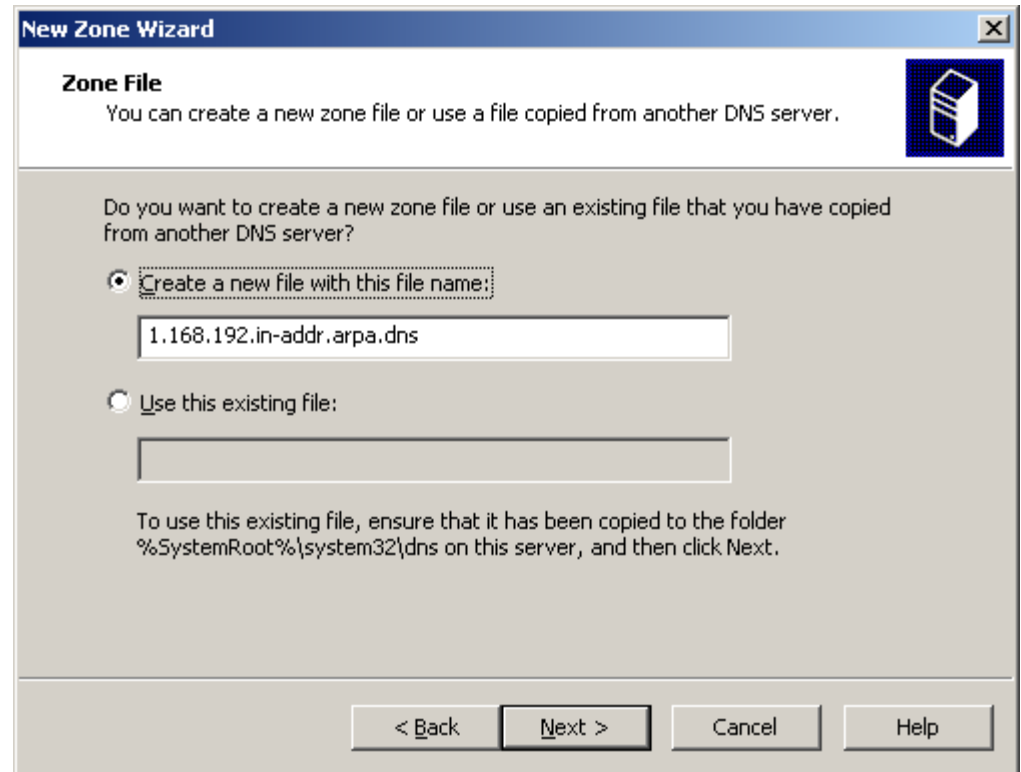 New Zone Wizard
Zone File
You can create a new zone file or use a file copied from another DNS server.
Do you want to create a new zone file or use an existing file that you have copied
from another DNS server?
Create a new file with this file name:
1.168.192.in-addr.arpa.dns
Use this existing file:
To use this existing file, ensure that it has been copied to the folder
%SystemRoot%\system32\dns on this server, and then click Next.
< Back Next > Cancel Help